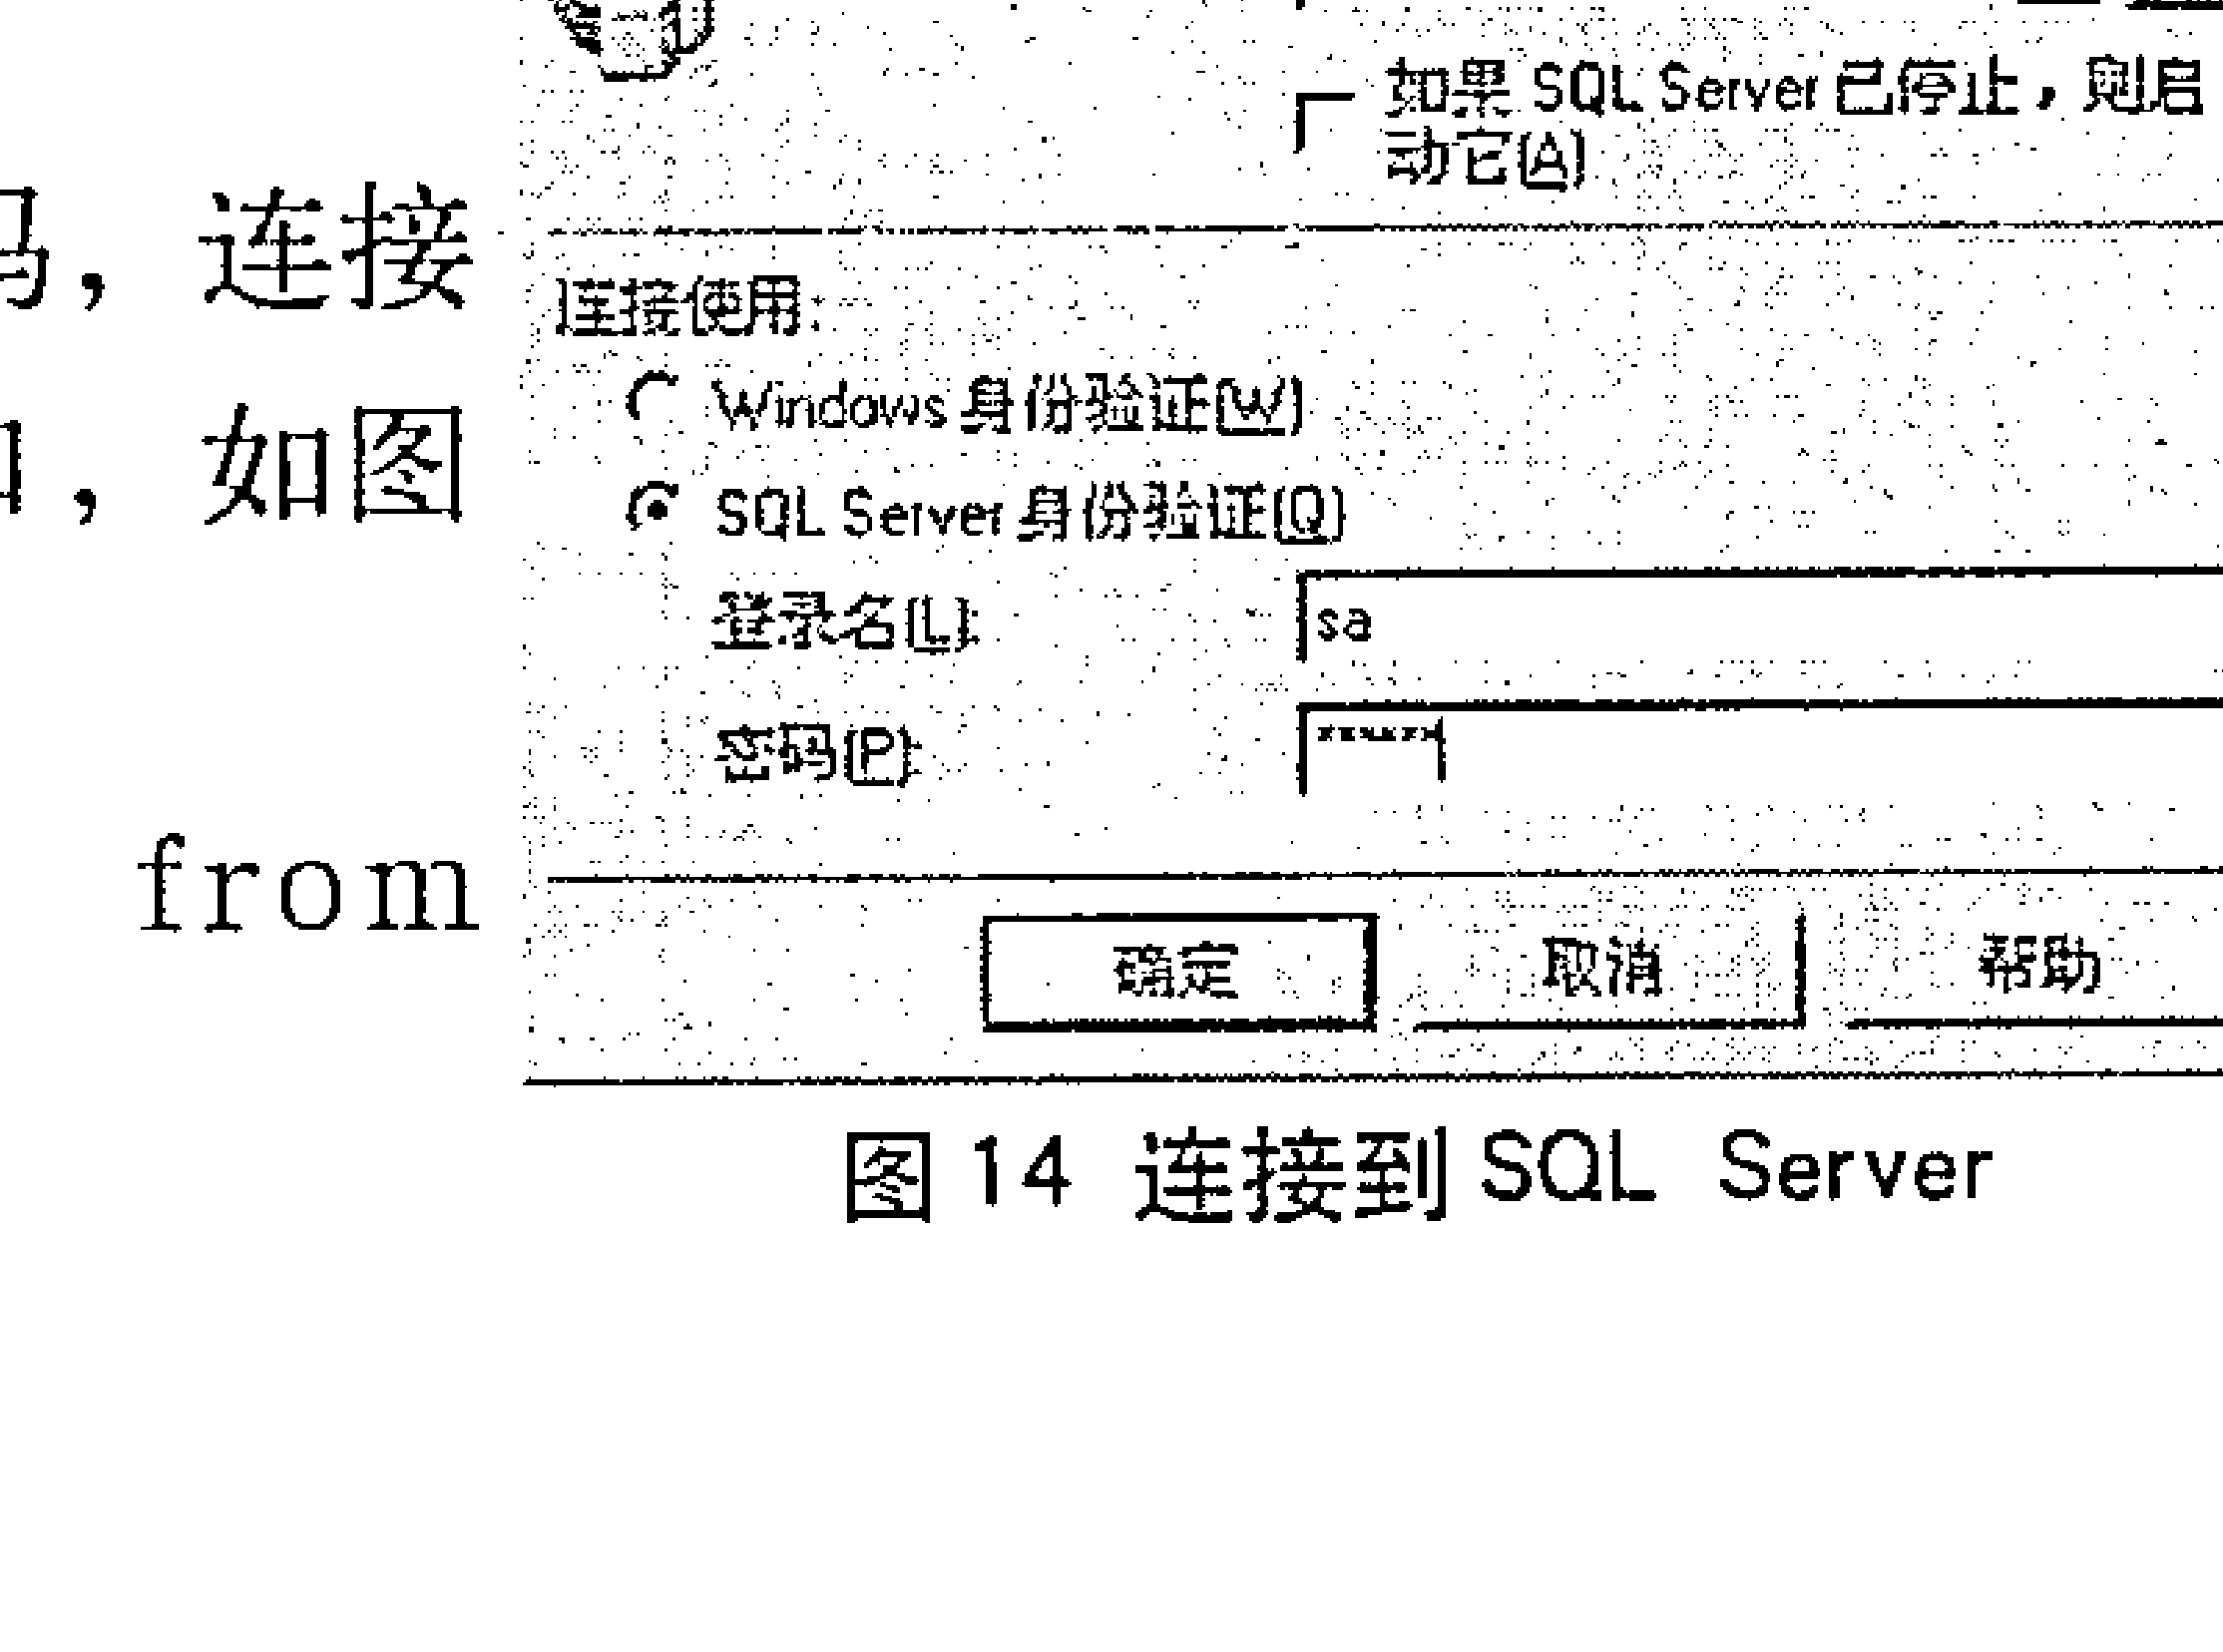 如果 SQL Server 已停止，则启
动它(A)
码，连接
连接使用:
Windows 身份验证(W)
，如图
SQL Server 身份验证(Q)
登录名(L):
sa
密码(P):
******
from
确定
取消
帮助
图 14 连接到 SQL Server